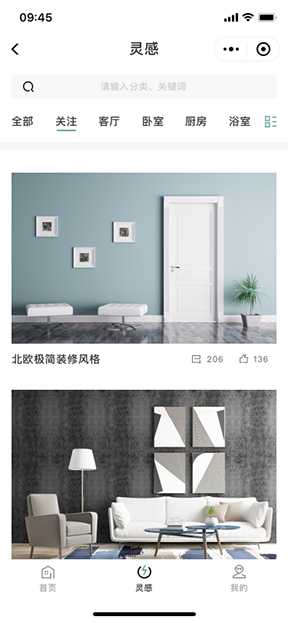 09:45
灵感
请输入分类、关键词
全部 关注 客厅 卧室 厨房 浴室
北欧极简装修风格 206 136
首页 灵感 我的